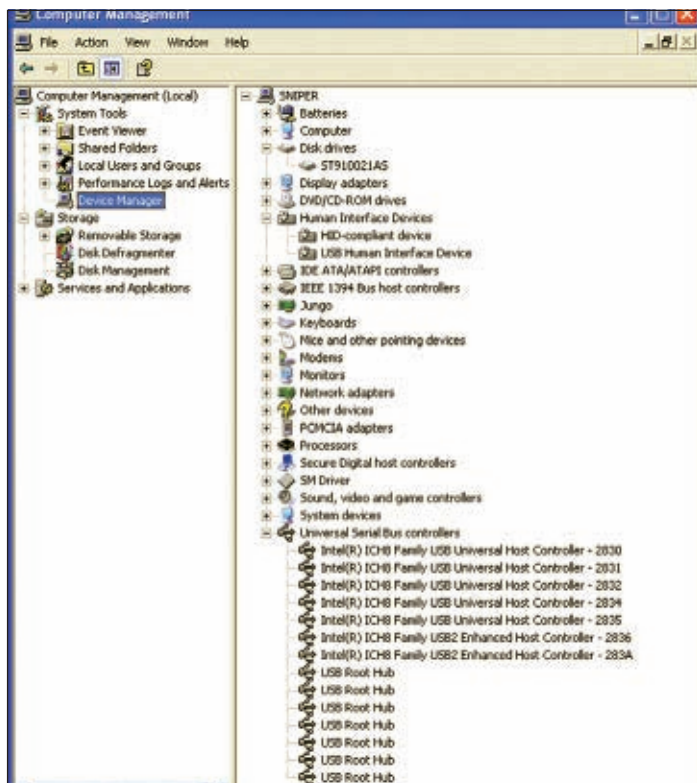 Computer Management
File Action View Window Help
Computer Management (Local)
System Tools
Event Viewer
Shared Folders
Local Users and Groups
Performance Logs and Alerts
Device Manager
Storage
Removable Storage
Disk Defragmenter
Disk Management
Services and Applications
SNIPER
Batteries
Computer
Disk drives
ST910021AS
Display adapters
DVD/CD-ROM drives
Human Interface Devices
HID-compliant device
USB Human Interface Device
IDE ATA/ATAPI controllers
IEEE 1394 Bus host controllers
Jungo
Keyboards
Mice and other pointing devices
Modems
Monitors
Network adapters
Other devices
PCMCIA adapters
Processors
Secure Digital host controllers
SM Driver
Sound, video and game controllers
System devices
Universal Serial Bus controllers
Intel(R) ICH8 Family USB Universal Host Controller - 2830
Intel(R) ICH8 Family USB Universal Host Controller - 2831
Intel(R) ICH8 Family USB Universal Host Controller - 2832
Intel(R) ICH8 Family USB Universal Host Controller - 2834
Intel(R) ICH8 Family USB Universal Host Controller - 2835
Intel(R) ICH8 Family USB2 Enhanced Host Controller - 2836
Intel(R) ICH8 Family USB2 Enhanced Host Controller - 283A
USB Root Hub
USB Root Hub
USB Root Hub
USB Root Hub
USB Root Hub
USB Root Hub
USB Root Hub